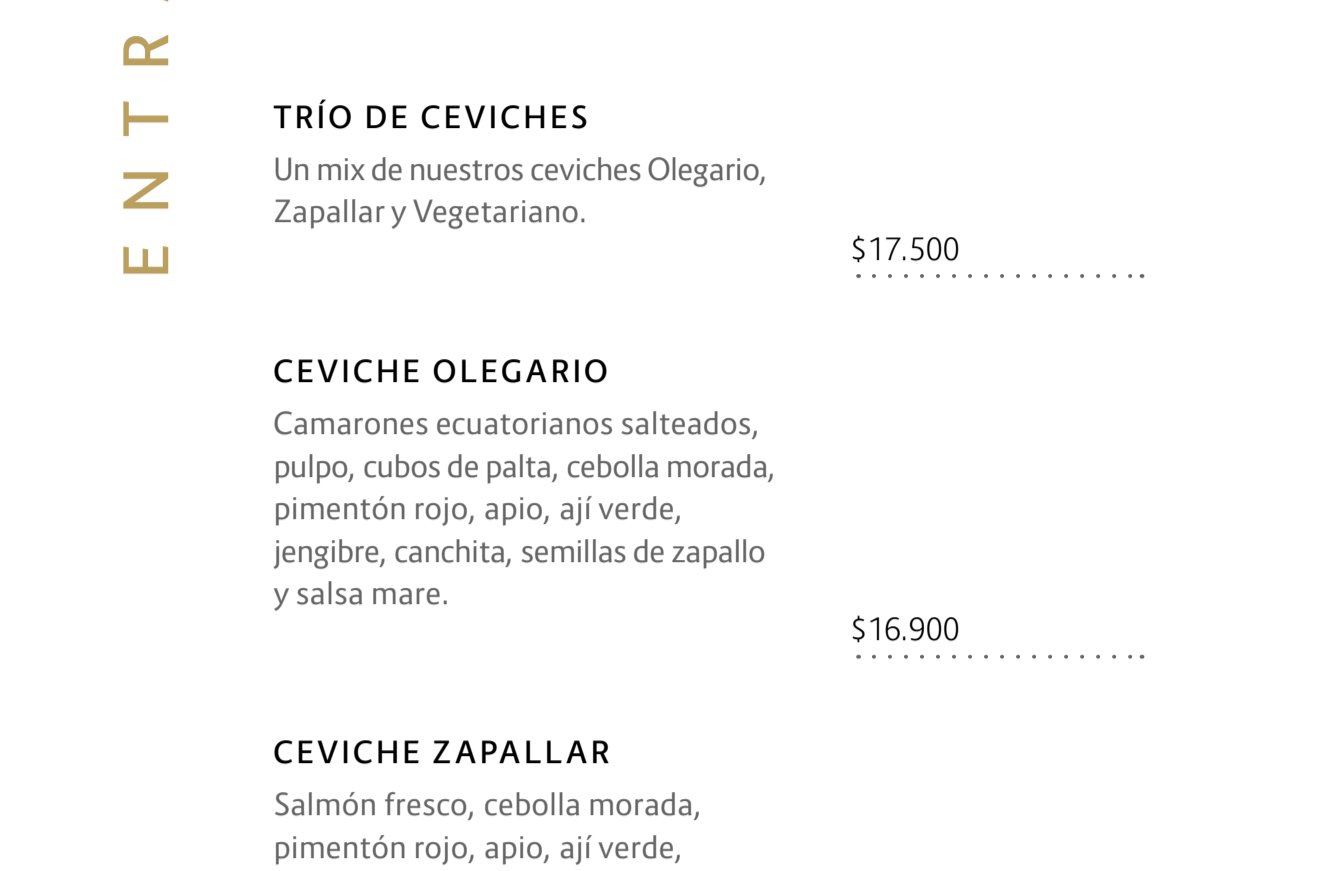 ENTR
TRÍO DE CEVICHES
Un mix de nuestros ceviches Olegario,
Zapallar y Vegetariano.
$17.500
CEVICHE OLEGARIO
Camarones ecuatorianos salteados,
pulpo, cubos de palta, cebolla morada,
pimentón rojo, apio, ají verde,
jengibre, canchita, semillas de zapallo
y salsa mare.
$16.900
CEVICHE ZAPALLAR
Salmón fresco, cebolla morada,
pimentón rojo, apio, ají verde,